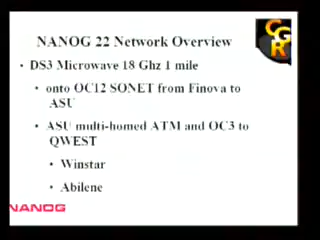 CGR
NANOG 22 Network Overview
• DS3 Microwave 18 Ghz 1 mile
• onto OC12 SONET from Finova to
ASU
• ASU multi-homed ATM and OC3 to
QWEST
• Winstar
• Abilene
NANOG